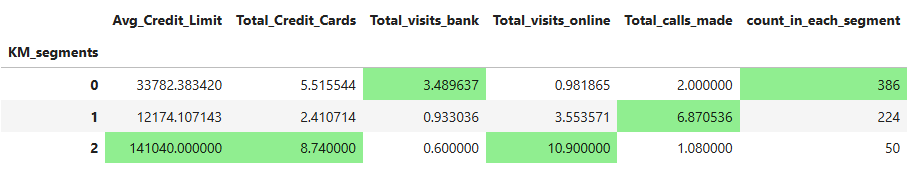 Avg_Credit_Limit Total_Credit_Cards Total_visits_bank Total_visits_online Total_calls_made count_in_each_segment
KM_segments
0 33782.383420 5.515544 3.489637 0.981865 2.000000 386
1 12174.107143 2.410714 0.933036 3.553571 6.870536 224
2 141040.000000 8.740000 0.600000 10.900000 1.080000 50